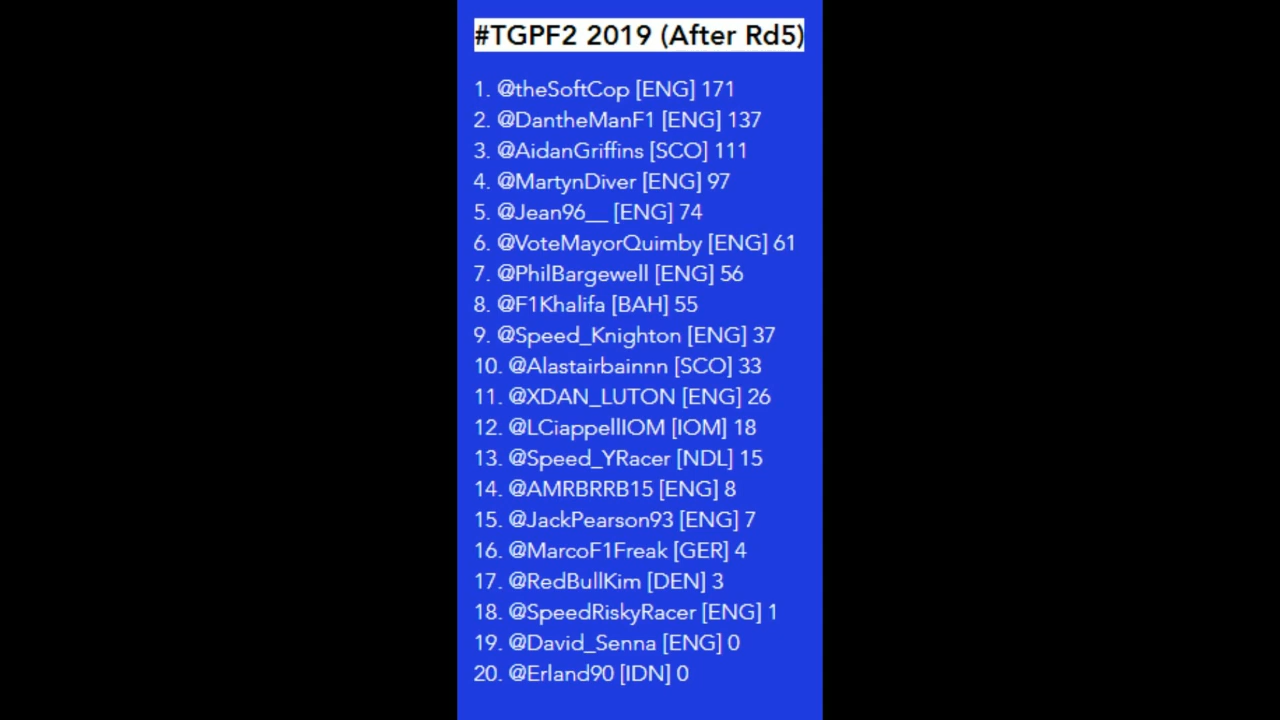 #TGPF2 2019 (After Rd5)
1. @theSoftCop [ENG] 171
2. @DantheManF1 [ENG] 137
3. @AidanGriffins [SCO] 111
4. @MartynDiver [ENG] 97
5. @Jean96__ [ENG] 74
6. @VoteMayorQuimby [ENG] 61
7. @PhilBargewell [ENG] 56
8. @F1Khalifa [BAH] 55
9. @Speed_Knighton [ENG] 37
10. @Alastairbainnn [SCO] 33
11. @XDAN_LUTON [ENG] 26
12. @LCiappellIOM [IOM] 18
13. @Speed_YRacer [NDL] 15
14. @AMRBRRB15 [ENG] 8
15. @JackPearson93 [ENG] 7
16. @MarcoF1Freak [GER] 4
17. @RedBullKim [DEN] 3
18. @SpeedRiskyRacer [ENG] 1
19. @David_Senna [ENG] 0
20. @Erland90 [IDN] 0